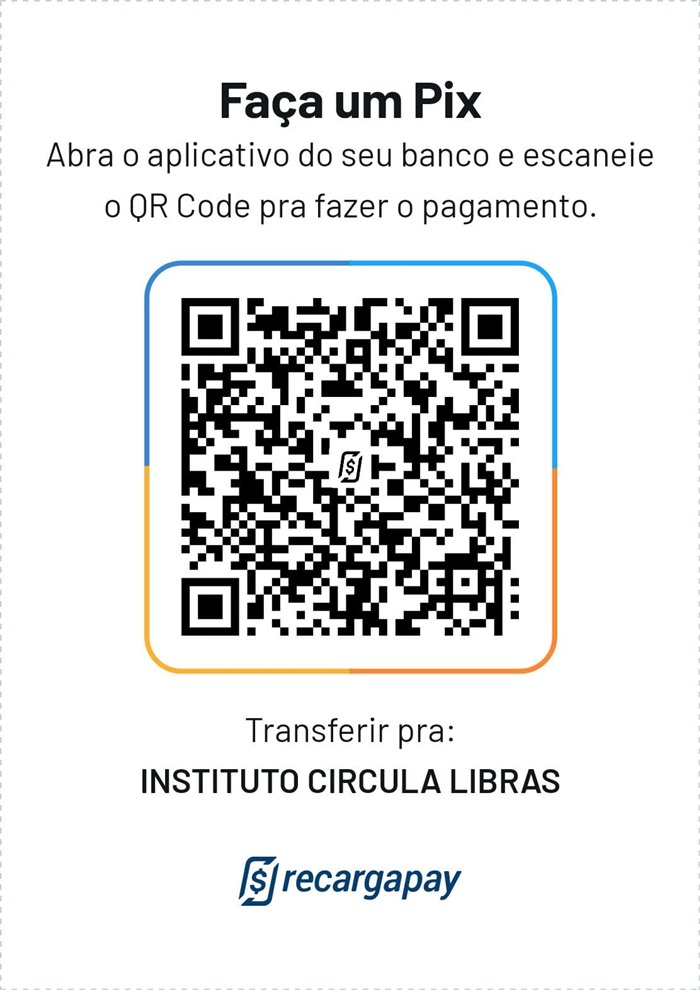 Faça um Pix
Abra o aplicativo do seu banco e escaneie
o QR Code pra fazer o pagamento.
Transferir pra:
INSTITUTO CIRCULA LIBRAS
recargapay